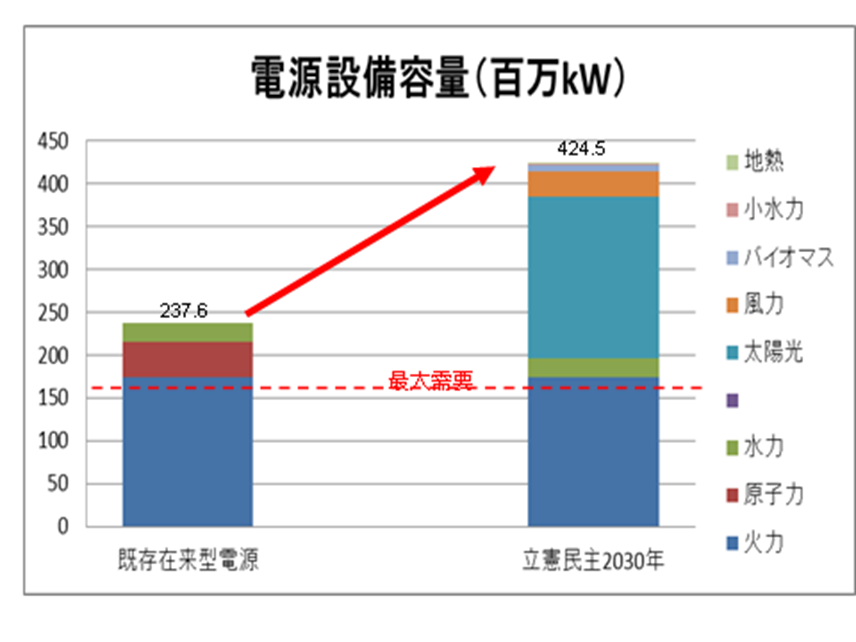 電源設備容量(百万kW)
450
400
350
300
250
200
150
100
50
0
237.6
424.5
最大需要
既存在来型電源
立憲民主2030年
地熱
小水力
バイオマス
風力
太陽光
水力
原子力
火力